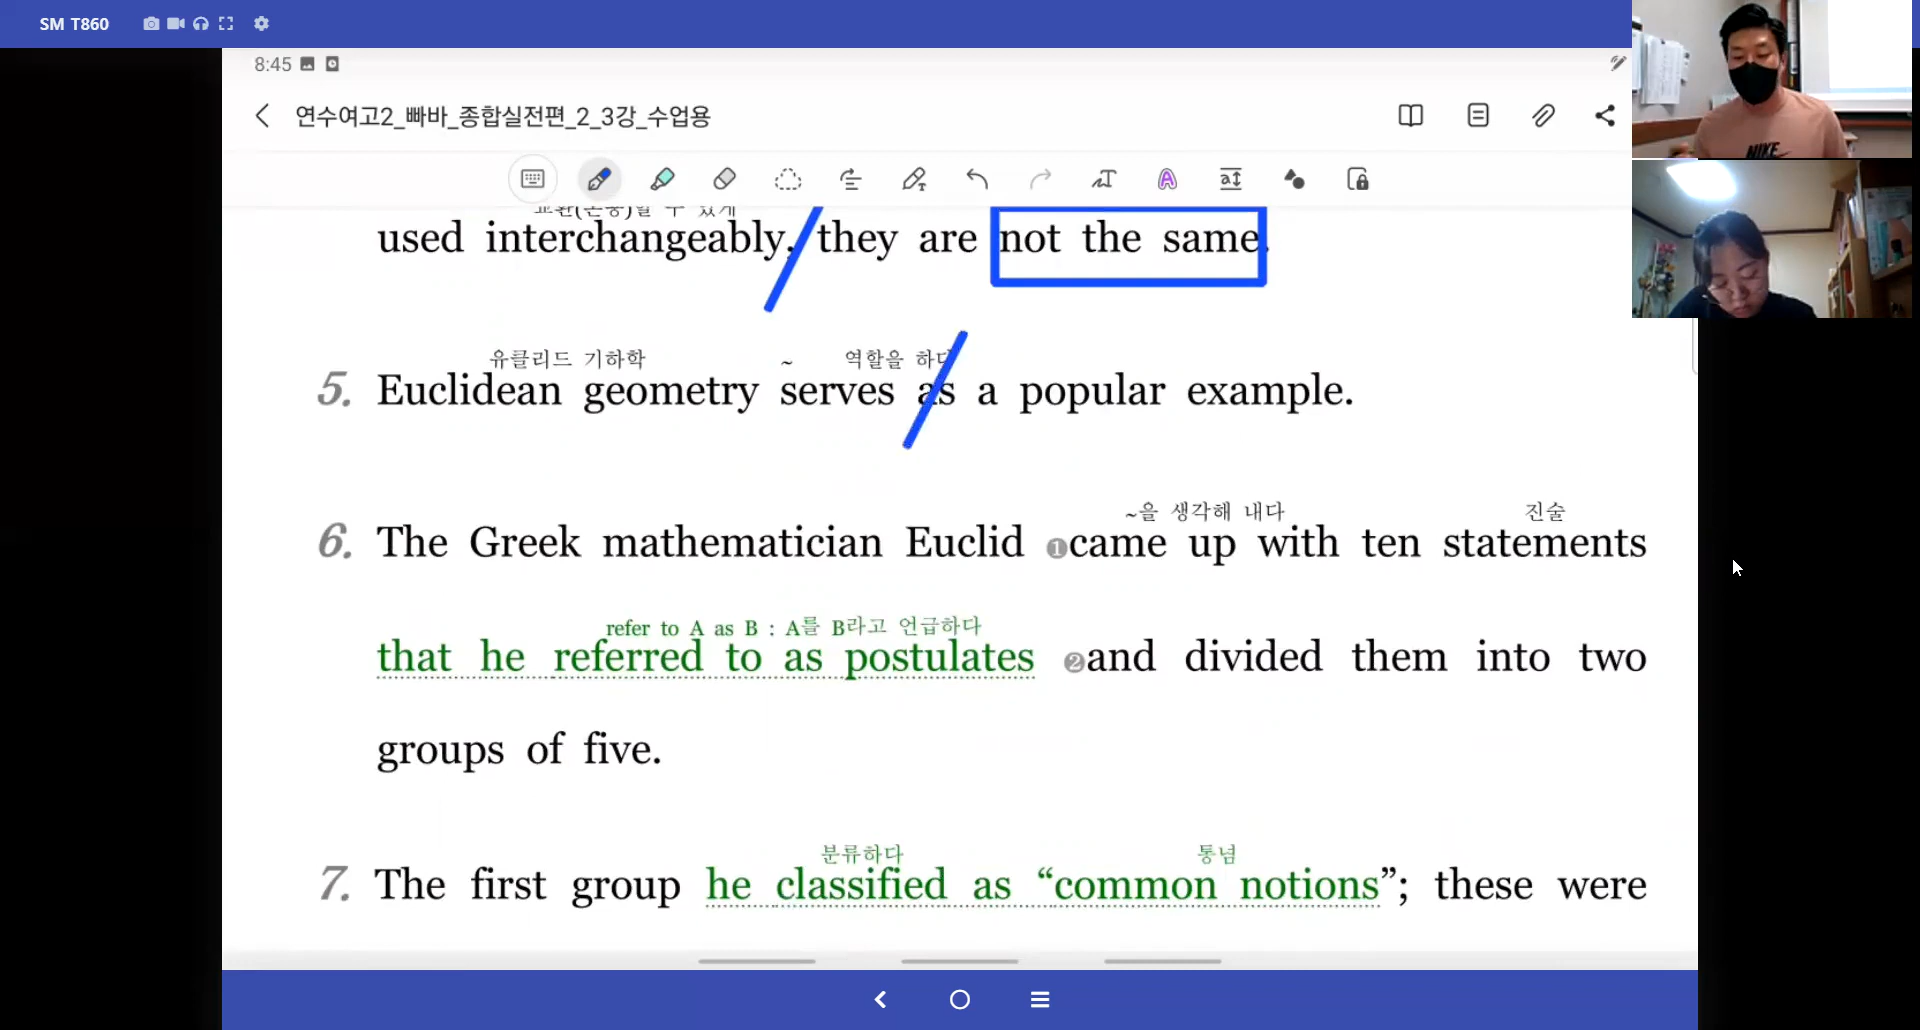 SM T860
8:45
연수여고2_빠바_종합실전편_2_3강_수업용
used interchangeably, they are not the same.
유클리드 기하학 ~ 역할을 하다
5. Euclidean geometry serves as a popular example.
~을 생각해 내다 진술
6. The Greek mathematician Euclid ❶came up with ten statements
refer to A as B : A를 B라고 언급하다
that he referred to as postulates ❷and divided them into two
groups of five.
분류하다 통념
7. The first group he classified as “common notions”; these were
NIKE